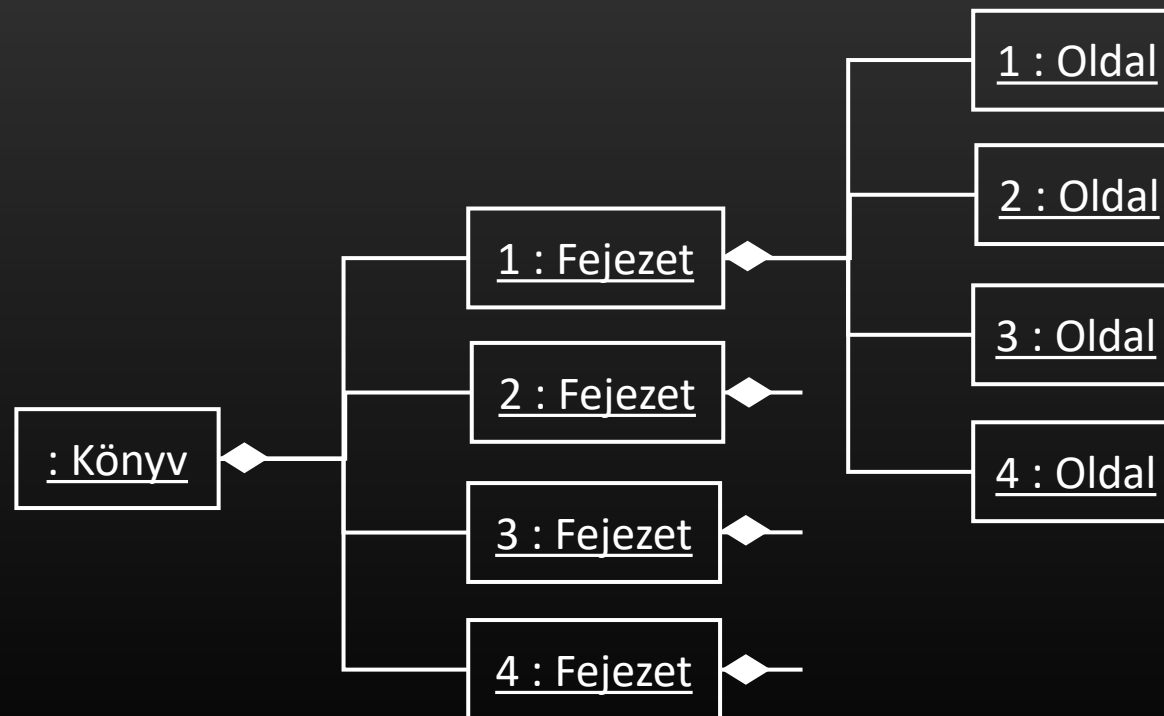 1 : Oldal
2 : Oldal
1 : Fejezet
3 : Oldal
2 : Fejezet
: Könyv
4 : Oldal
3 : Fejezet
4 : Fejezet